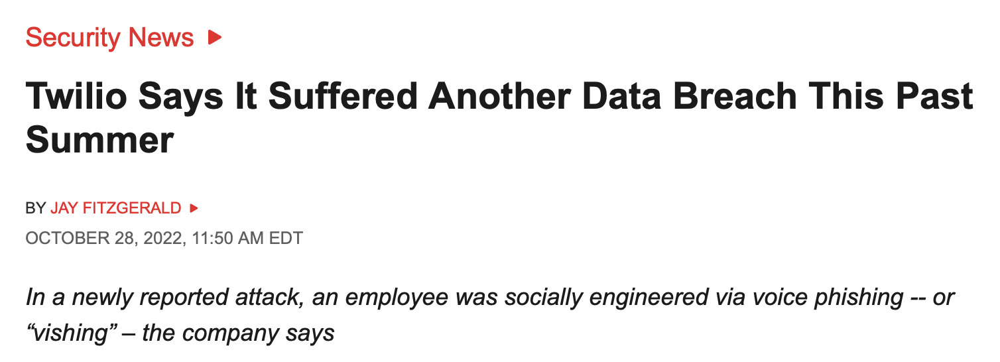 Security News
Twilio Says It Suffered Another Data Breach This Past
Summer
BY JAY FITZGERALD
OCTOBER 28, 2022, 11:50 AM EDT
In a newly reported attack, an employee was socially engineered via voice phishing -- or
“vishing” – the company says